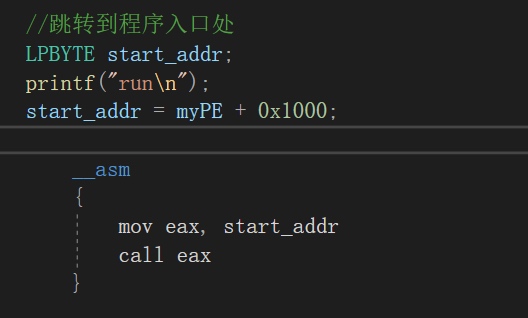 //跳转到程序入口处
LPBYTE start_addr;
printf("run\n");
start_addr = myPE + 0x1000;
__asm
{
mov eax, start_addr
call eax
}